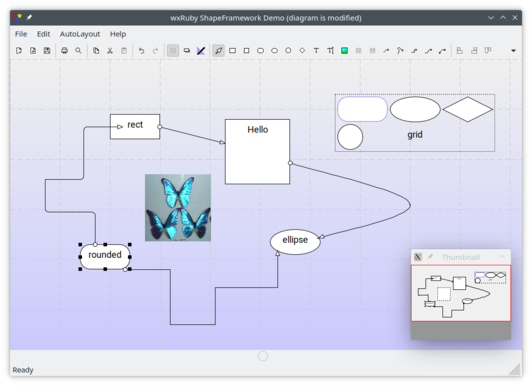 wxRuby ShapeFramework Demo (diagram is modified)
File Edit AutoLayout Help
rect
Hello
grid
ellipse
rounded
Thumbnail
Ready